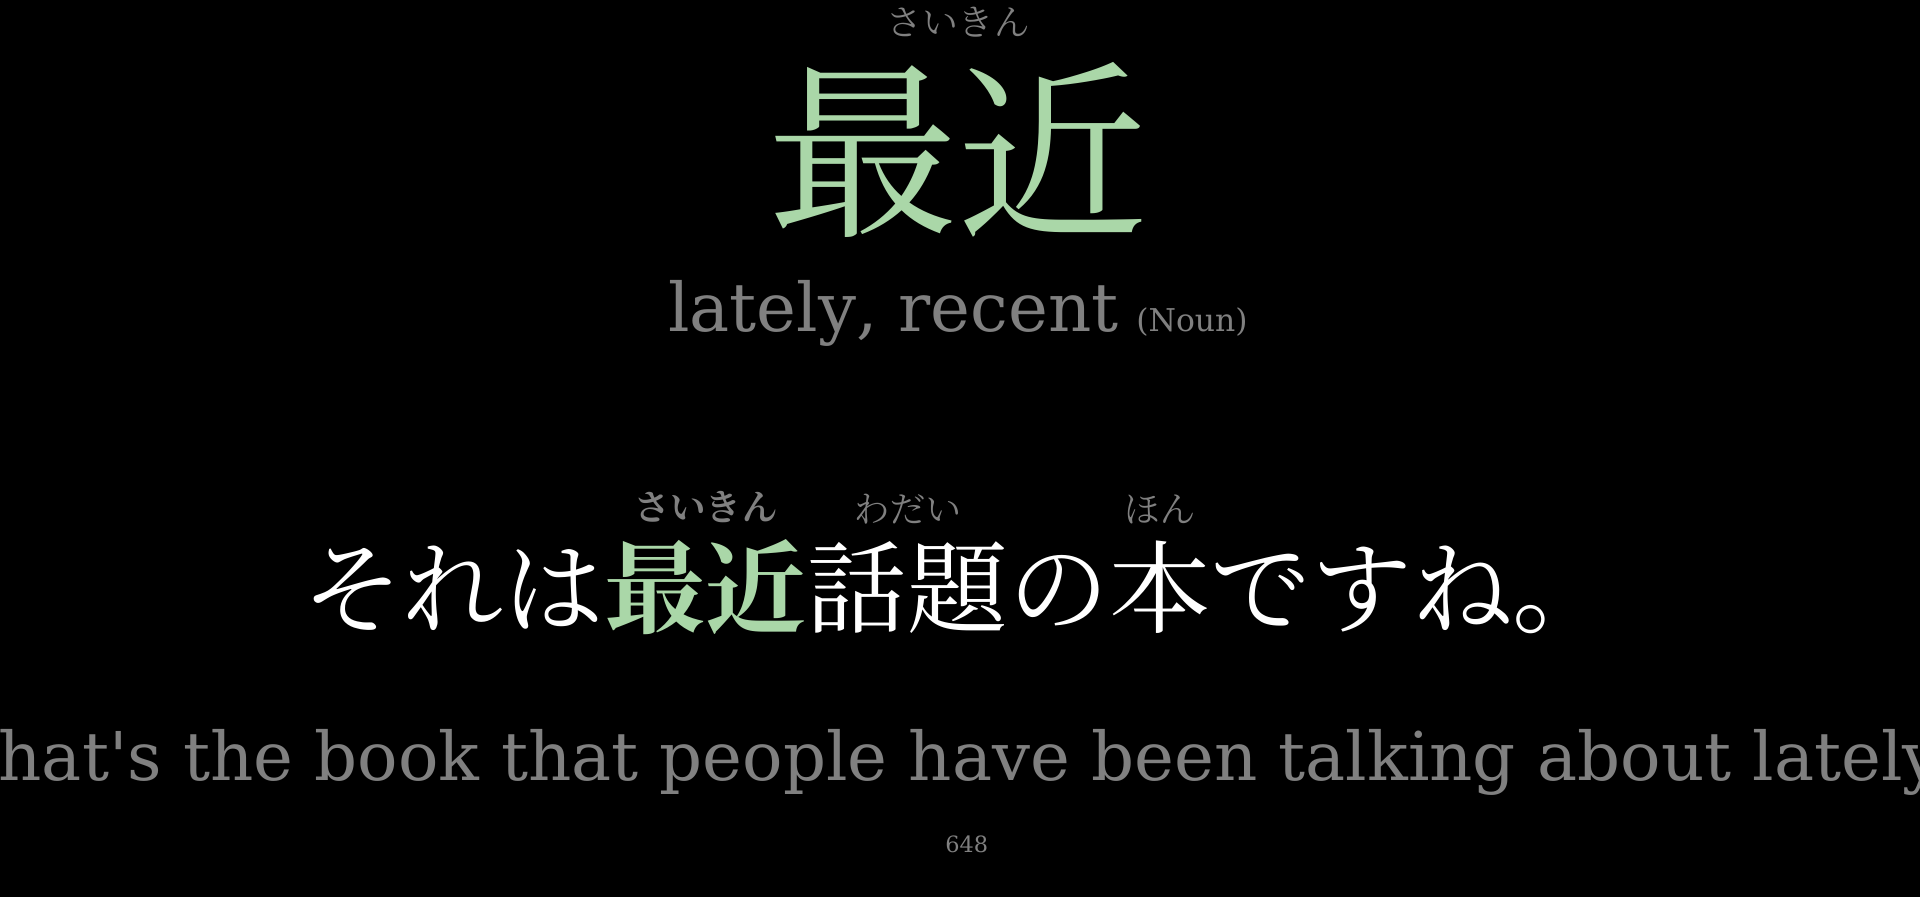 さいきん
最近
lately, recent (Noun)
さいきん わだい ほん
それは最近話題の本ですね。
hat's the book that people have been talking about lately
648